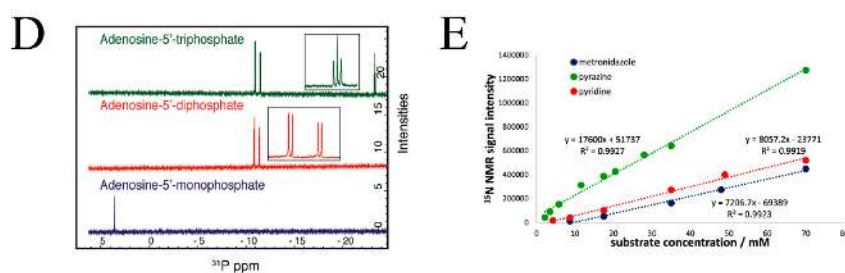 D
Adenosine-5'-triphosphate
Adenosine-5'-diphosphate
Adenosine-5'-monophosphate
0 5 10 15 20
Intensities
5 0 - 5 - 10 - 15 - 20
³¹P ppm
E
metronidazole
pyrazine
pyridine
1400000
1200000
1000000
800000
600000
400000
200000
0
¹⁵N NMR signal intensity
y = 17600x + 51737
R² = 0.9927
y = 8057.2x - 23771
R² = 0.9919
y = 7206.7x - 69389
R² = 0.9923
0 10 20 30 40 50 60 70 80
substrate concentration / mM